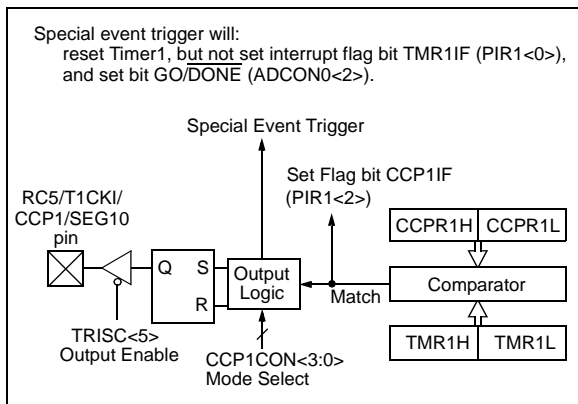 Special event trigger will:
reset Timer1, but not set interrupt flag bit TMR1IF (PIR1<0>),
and set bit GO/DONE (ADCON0<2>).
Special Event Trigger
Set Flag bit CCP1IF
(PIR1<2>)
RC5/T1CKI/
CCP1/SEG10
pin
CCPR1H CCPR1L
Q S Output
Logic
R
Match
Comparator
TRISC<5>
Output Enable
CCP1CON<3:0>
Mode Select
TMR1H TMR1L